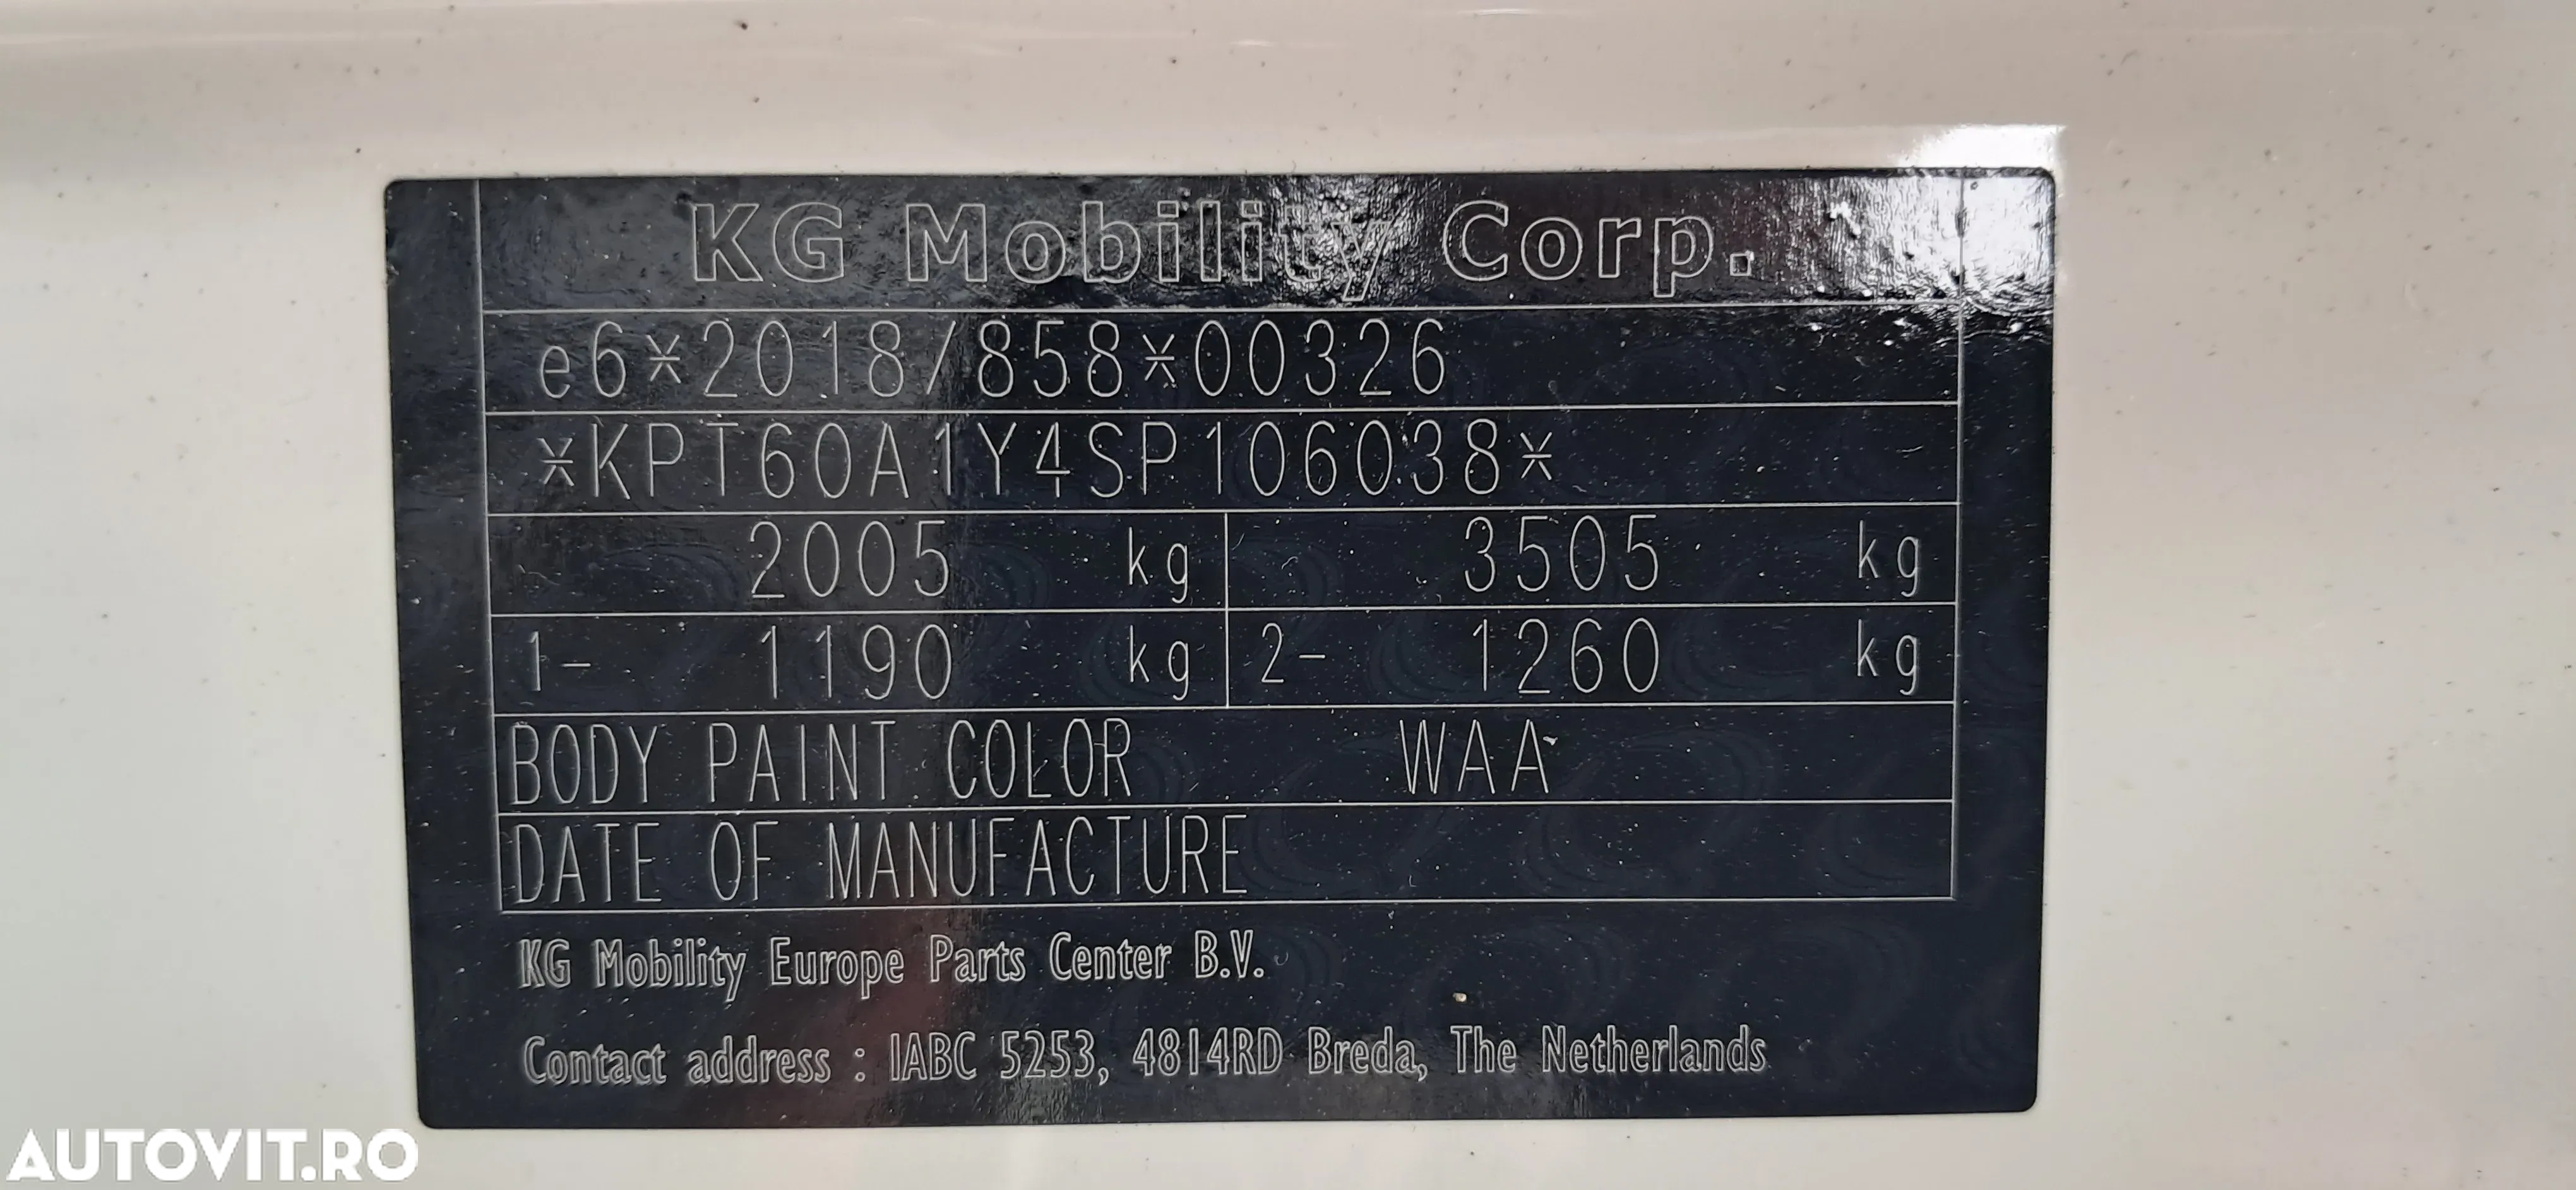 KG Mobility Corp.
e6*2018/858*00326
*KPT60A1Y4SP106038*
2005 kg 3505 kg
1- 1190 kg 2- 1260 kg
BODY PAINT COLOR WAA
DATE OF MANUFACTURE
KG Mobility Europe Parts Center B.V.
Contact address : IABC 5253, 4814RD Breda, The Netherlands
AUTOVIT.RO